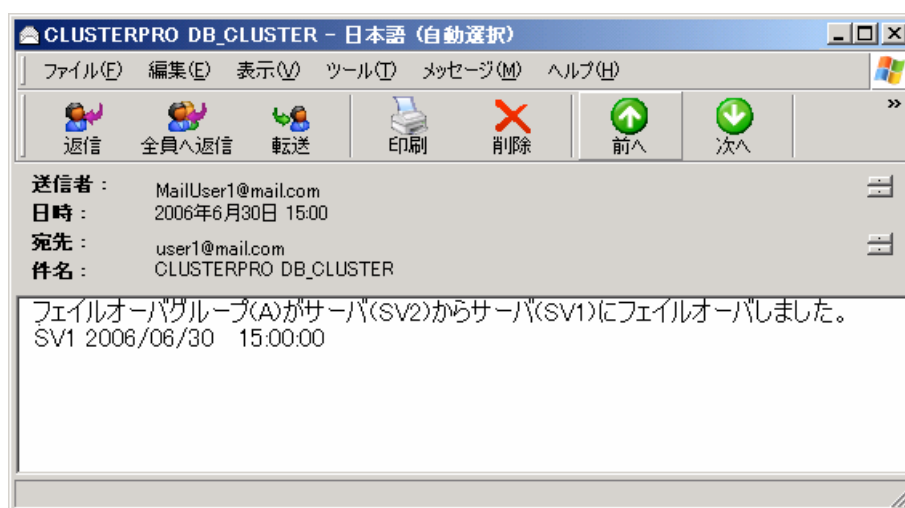 CLUSTERPRO DB_CLUSTER - 日本語 (自動選択)
ファイル(F) 編集(E) 表示(V) ツール(T) メッセージ(M) ヘルプ(H)
返信 全員へ返信 転送 印刷 削除 前へ 次へ »
送信者: MailUser1@mail.com
日時: 2006年6月30日 15:00
宛先: user1@mail.com
件名: CLUSTERPRO DB_CLUSTER
フェイルオーバグループ(A)がサーバ(SV2)からサーバ(SV1)にフェイルオーバしました。
SV1 2006/06/30 15:00:00